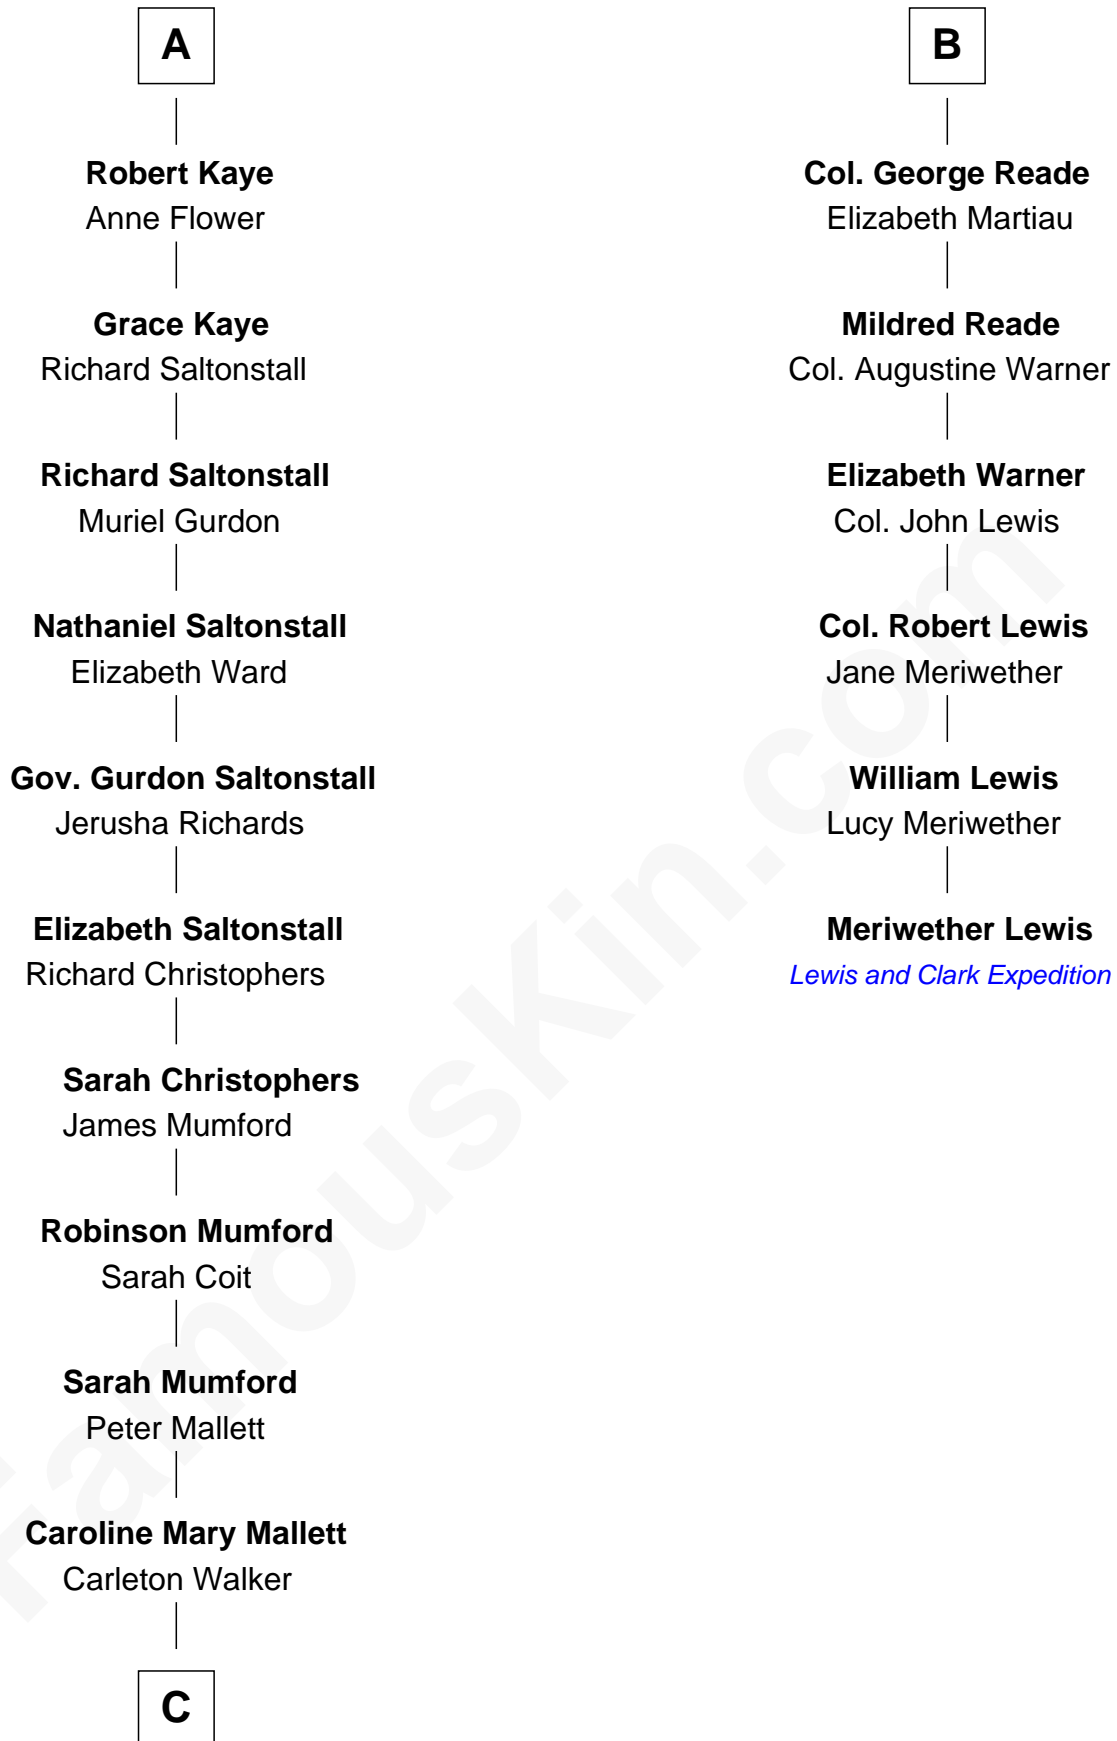 A
Robert Kaye
Anne Flower
Grace Kaye
Richard Saltonstall
Richard Saltonstall
Muriel Gurdon
Nathaniel Saltonstall
Elizabeth Ward
Gov. Gurdon Saltonstall
Jerusha Richards
Elizabeth Saltonstall
Richard Christophers
Sarah Christophers
James Mumford
Robinson Mumford
Sarah Coit
Sarah Mumford
Peter Mallett
Caroline Mary Mallett
Carleton Walker
C
B
Col. George Reade
Elizabeth Martiau
Mildred Reade
Col. Augustine Warner
Elizabeth Warner
Col. John Lewis
Col. Robert Lewis
Jane Meriwether
William Lewis
Lucy Meriwether
Meriwether Lewis
Lewis and Clark Expedition
FamousKin.com